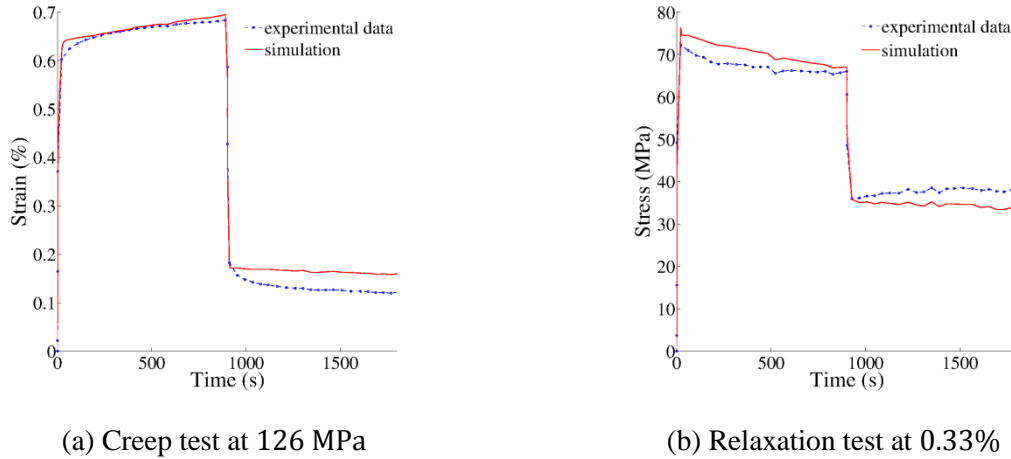 experimental data
simulation
Strain (%)
0.7
0.6
0.5
0.4
0.3
0.2
0.1
0
0
500
1000
1500
Time (s)
(a) Creep test at 126 MPa
experimental data
simulation
Stress (MPa)
80
70
60
50
40
30
20
10
0
0
500
1000
1500
Time (s)
(b) Relaxation test at 0.33%